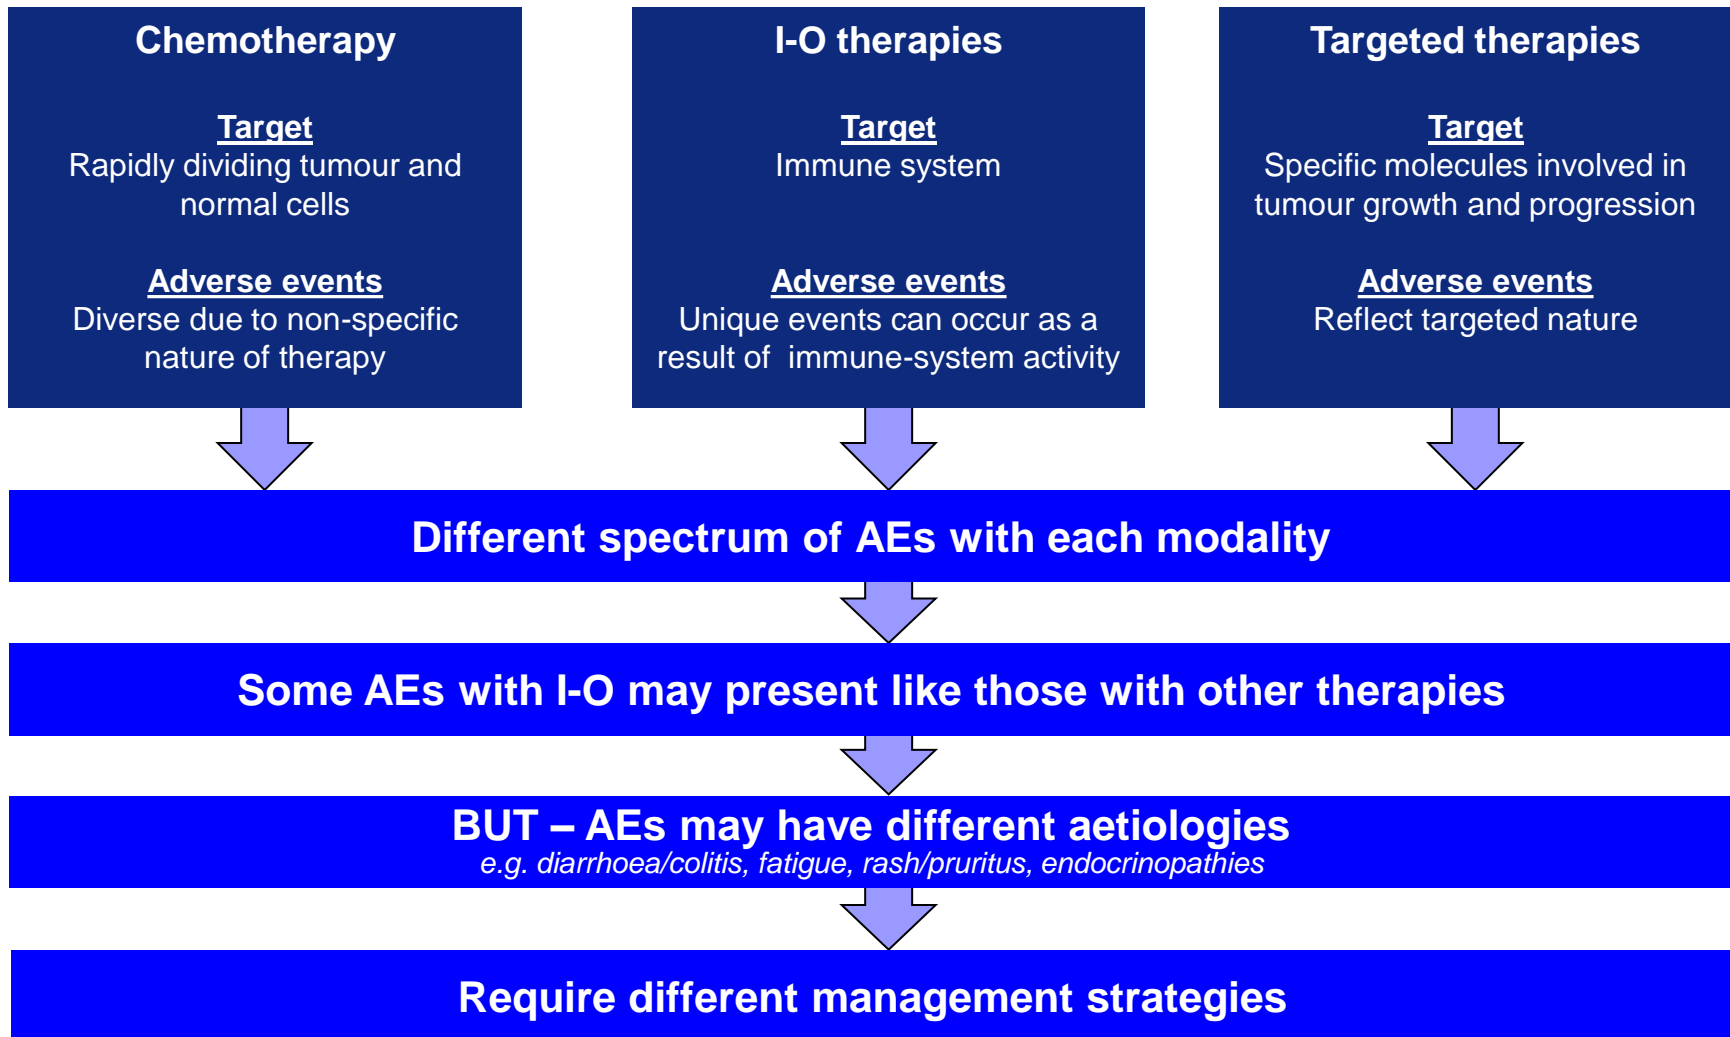 Chemotherapy
Target
Rapidly dividing tumour and
normal cells
Adverse events
Diverse due to non-specific
nature of therapy
I-O therapies
Target
Immune system
Adverse events
Unique events can occur as a
result of  immune-system activity
Targeted therapies
Target
Specific molecules involved in
tumour growth and progression
Adverse events
Reflect targeted nature
Different spectrum of AEs with each modality
Some AEs with I-O may present like those with other therapies
BUT – AEs may have different aetiologies
e.g. diarrhoea/colitis, fatigue, rash/pruritus, endocrinopathies
Require different management strategies